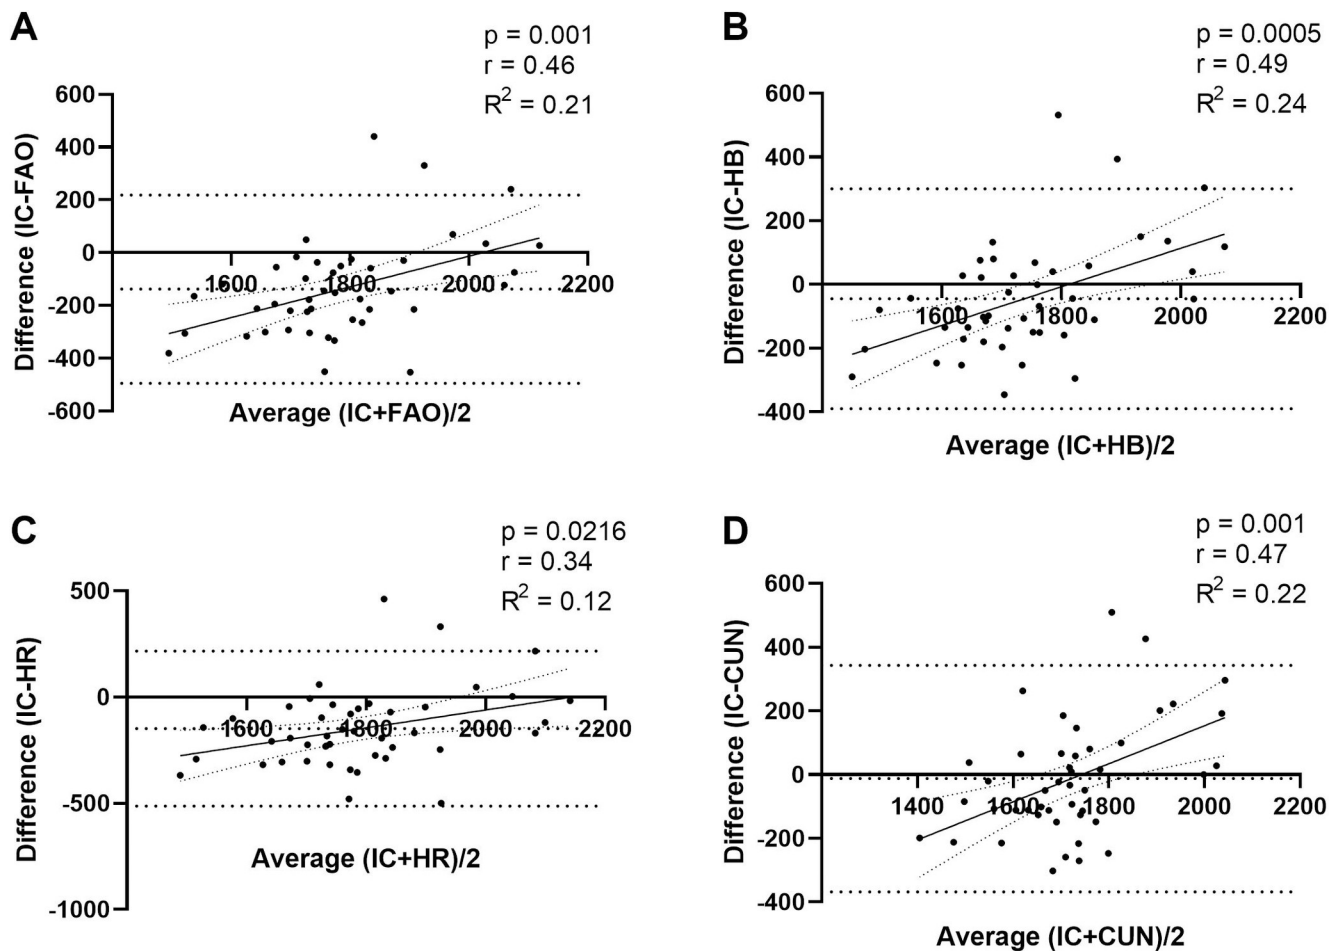 A
p = 0.001
r = 0.46
R² = 0.21
600
400
200
0
-200
-400
-600
1600 1800 2000 2200
Difference (IC-FAO)
Average (IC+FAO)/2
B
p = 0.0005
r = 0.49
R² = 0.24
600
400
200
0
-200
-400
1600 1800 2000 2200
Difference (IC-HB)
Average (IC+HB)/2
C
p = 0.0216
r = 0.34
R² = 0.12
500
0
-500
-1000
1600 1800 2000 2200
Difference (IC-HR)
Average (IC+HR)/2
D
p = 0.001
r = 0.47
R² = 0.22
600
400
200
0
-200
-400
1400 1600 1800 2000 2200
Difference (IC-CUN)
Average (IC+CUN)/2